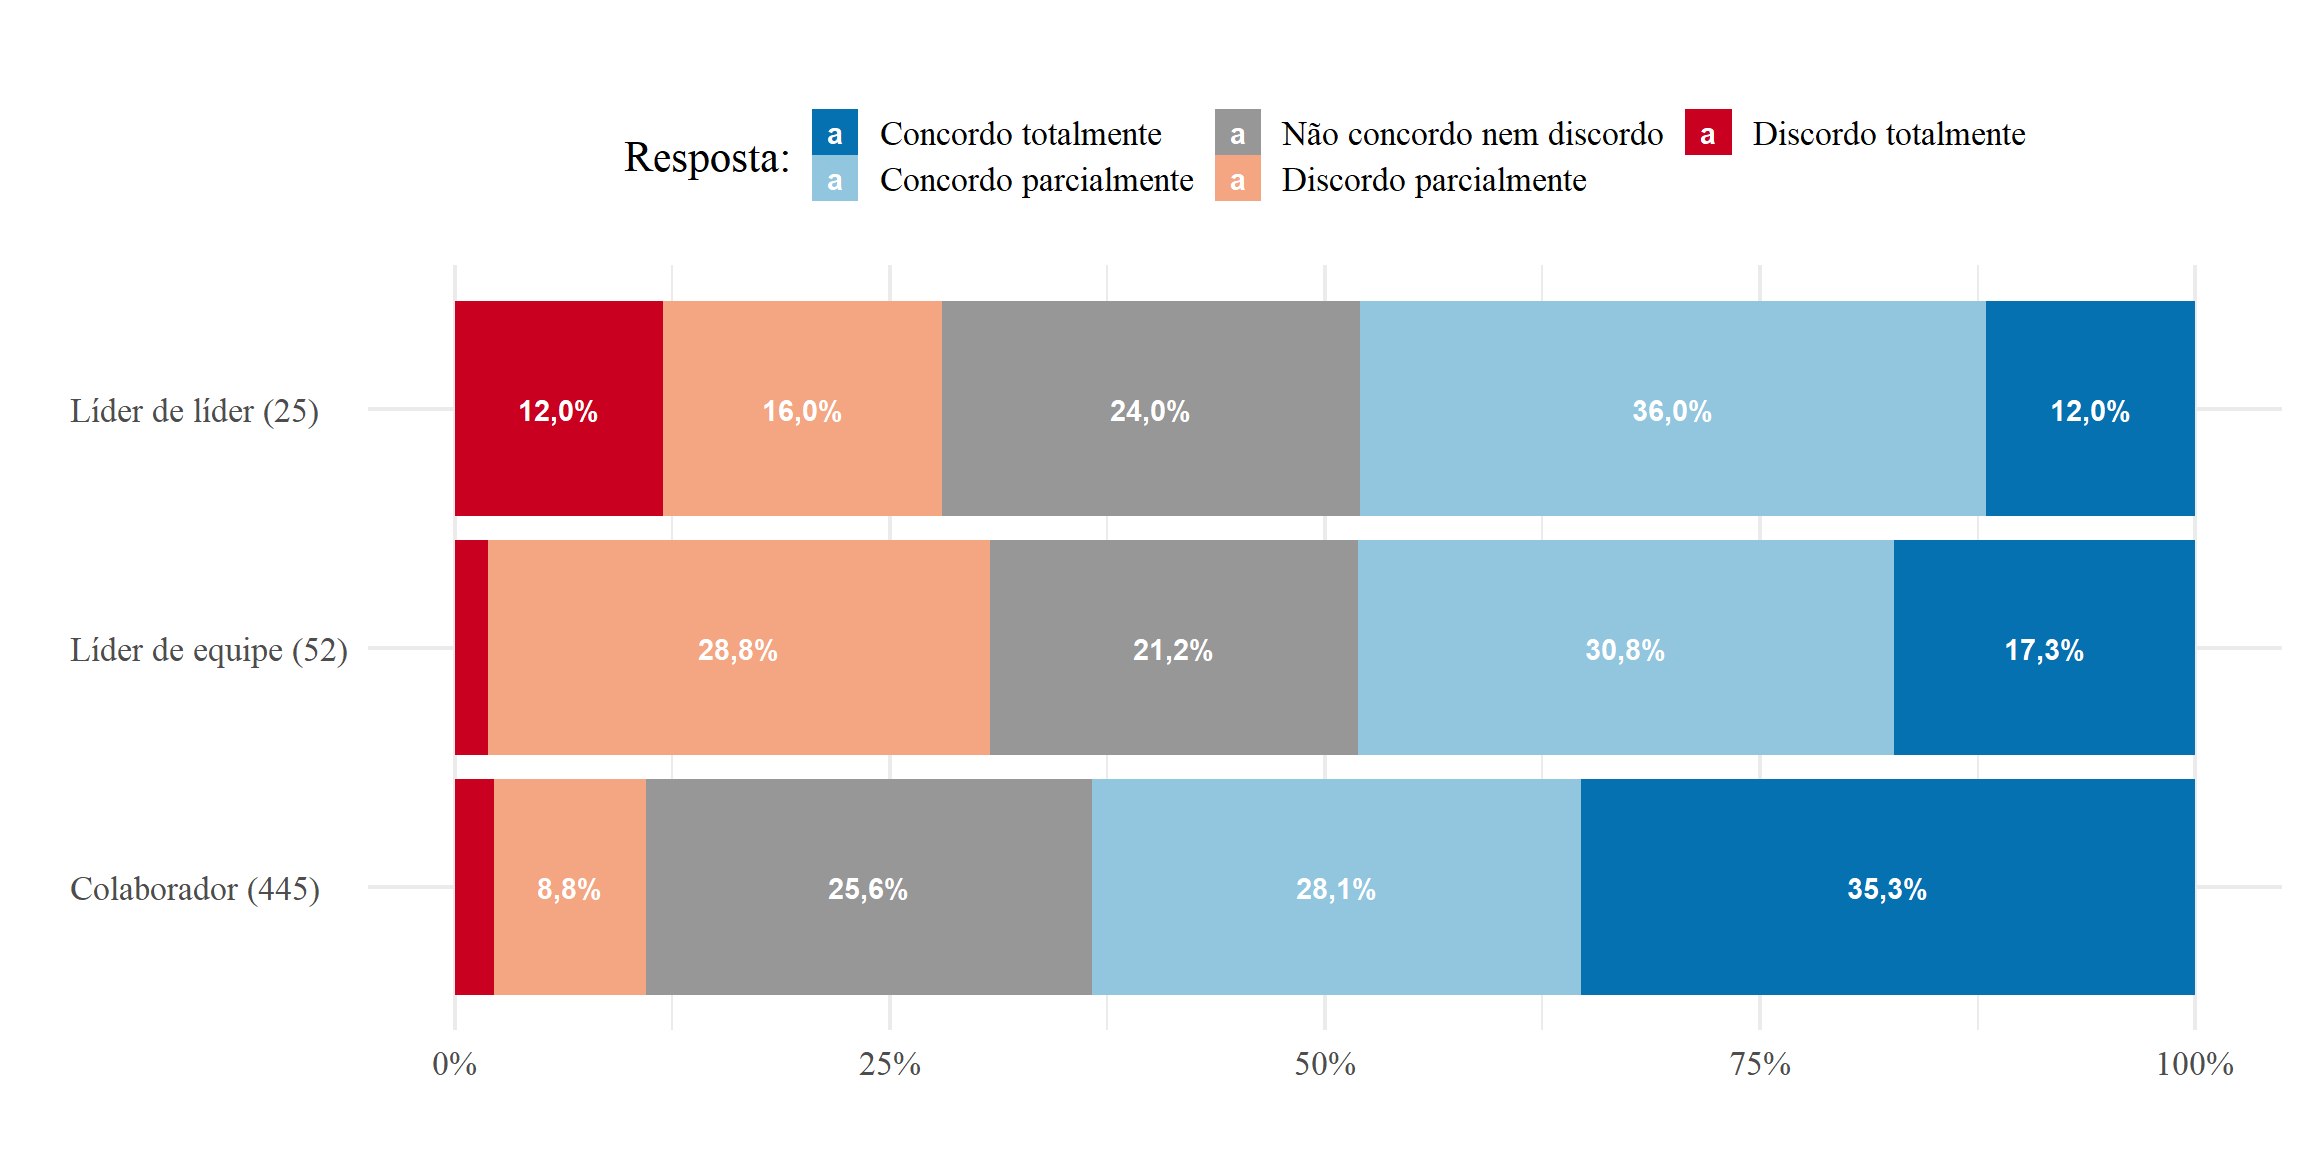 Resposta:
a Concordo totalmente
a Concordo parcialmente
a Não concordo nem discordo
a Discordo parcialmente
a Discordo totalmente
Líder de líder (25)
12,0% 16,0% 24,0% 36,0% 12,0%
Líder de equipe (52)
28,8% 21,2% 30,8% 17,3%
Colaborador (445)
8,8% 25,6% 28,1% 35,3%
0% 25% 50% 75% 100%